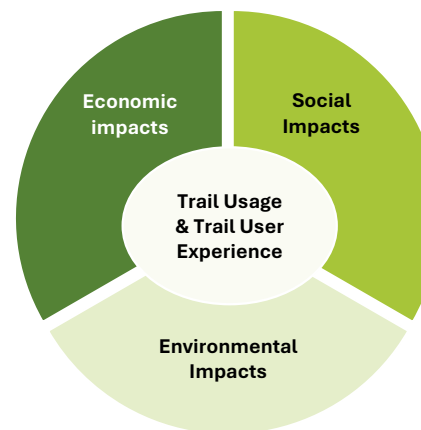 Economic
impacts
Social
Impacts
Trail Usage
& Trail User
Experience
Environmental
Impacts